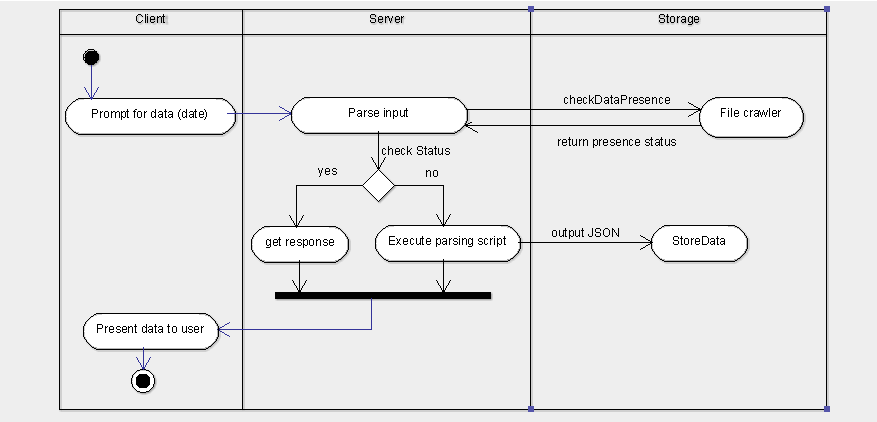 Client
Server
Storage
Prompt for data (date)
Parse input
checkDataPresence
File crawler
return presence status
check Status
yes
no
get response
Execute parsing script
output JSON
StoreData
Present data to user